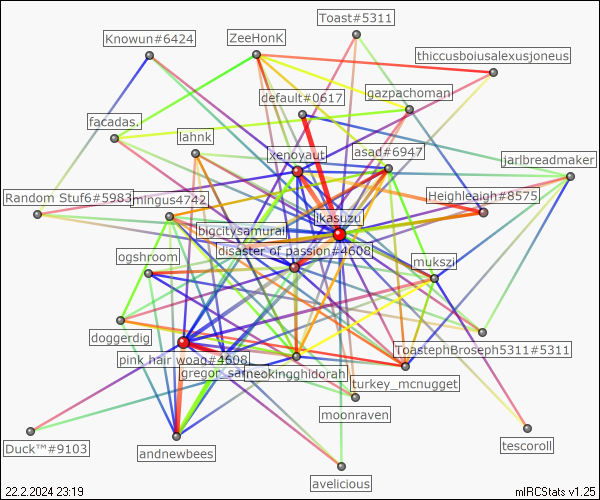 Toast#5311
Knowun#6424
ZeeHonK
thiccusboiusalexusjoneus
default#0617
gazpachoman
facadas.
lahnk
xenoyaut
asad#6947
jarlbreadmaker
Random Stuf6#5983
mingus4742
Heighleaigh#8575
ikasuzu
bigcitysamurai
disaster of passion#4608
ogshroom
mukszi
doggerdig
ToastephBroseph5311#5311
pink hair woag#4608
gregor_sa
neokingghidorah
turkey_mcnugget
moonraven
Duck™#9103
andnewbees
tescoroll
avelicious
22.2.2024 23:19
mIRCStats v1.25